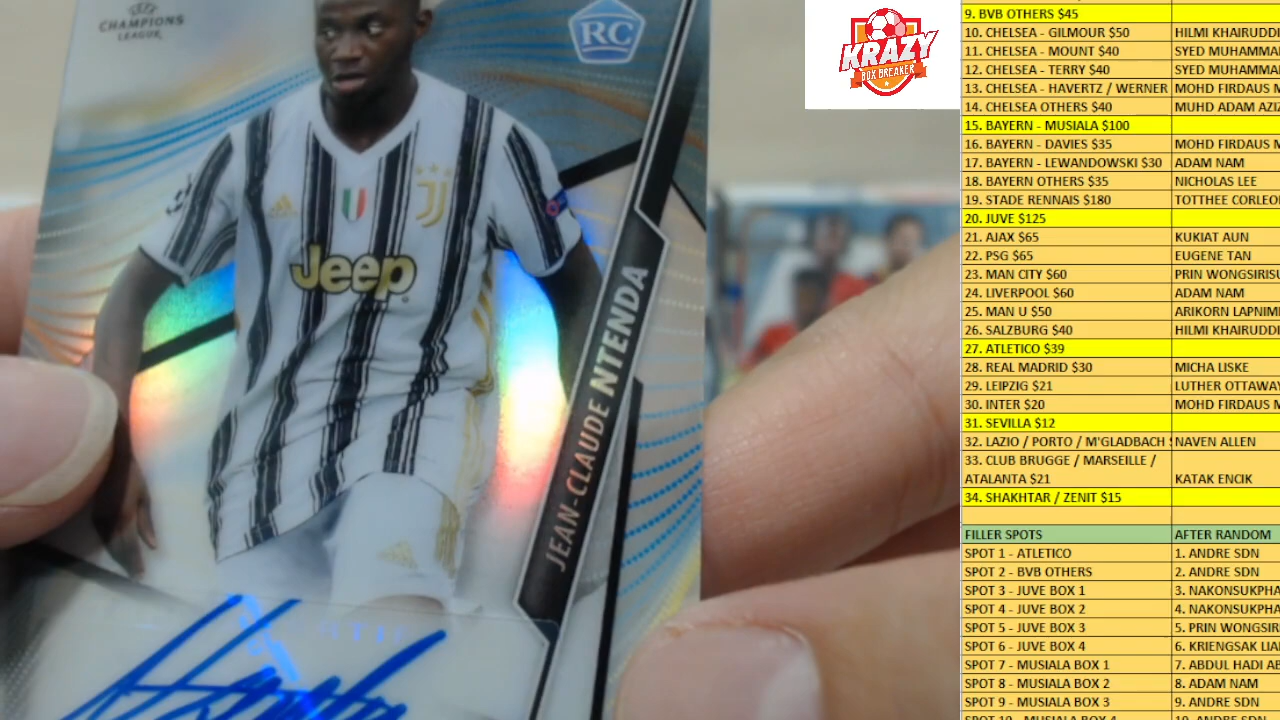 CHAMPIONS
LEAGUE
RC
Jeep
JEAN-CLAUDE NTENDA
KRAZY
BOX BREAKER
9. BVB OTHERS $45
10. CHELSEA - GILMOUR $50 HILMI KHAIRUDDI
11. CHELSEA - MOUNT $40 SYED MUHAMMA
12. CHELSEA - TERRY $40 SYED MUHAMMA
13. CHELSEA - HAVERTZ / WERNER MOHD FIRDAUS M
14. CHELSEA OTHERS $40 MUHD ADAM AZIZ
15. BAYERN - MUSIALA $100
16. BAYERN - DAVIES $35 MOHD FIRDAUS M
17. BAYERN - LEWANDOWSKI $30 ADAM NAM
18. BAYERN OTHERS $35 NICHOLAS LEE
19. STADE RENNAIS $180 TOTTHEE CORLEO
20. JUVE $125
21. AJAX $65 KUKIAT AUN
22. PSG $65 EUGENE TAN
23. MAN CITY $60 PRIN WONGSIRISU
24. LIVERPOOL $60 ADAM NAM
25. MAN U $50 ARIKORN LAPNIM
26. SALZBURG $40 HILMI KHAIRUDDI
27. ATLETICO $39
28. REAL MADRID $30 MICHA LISKE
29. LEIPZIG $21 LUTHER OTTAWAY
30. INTER $20 MOHD FIRDAUS M
31. SEVILLA $12
32. LAZIO / PORTO / M'GLADBACH NAVEN ALLEN
33. CLUB BRUGGE / MARSEILLE /
ATALANTA $21 KATAK ENCIK
34. SHAKHTAR / ZENIT $15
FILLER SPOTS AFTER RANDOM
SPOT 1 - ATLETICO 1. ANDRE SDN
SPOT 2 - BVB OTHERS 2. ANDRE SDN
SPOT 3 - JUVE BOX 1 3. NAKONSUKPHA
SPOT 4 - JUVE BOX 2 4. NAKONSUKPHA
SPOT 5 - JUVE BOX 3 5. PRIN WONGSIRI
SPOT 6 - JUVE BOX 4 6. KRIENGSAK LIA
SPOT 7 - MUSIALA BOX 1 7. ABDUL HADI AB
SPOT 8 - MUSIALA BOX 2 8. ADAM NAM
SPOT 9 - MUSIALA BOX 3 9. ANDRE SDN
SPOT 10 - MUSIALA BOX 4 10. ANDRE SDN